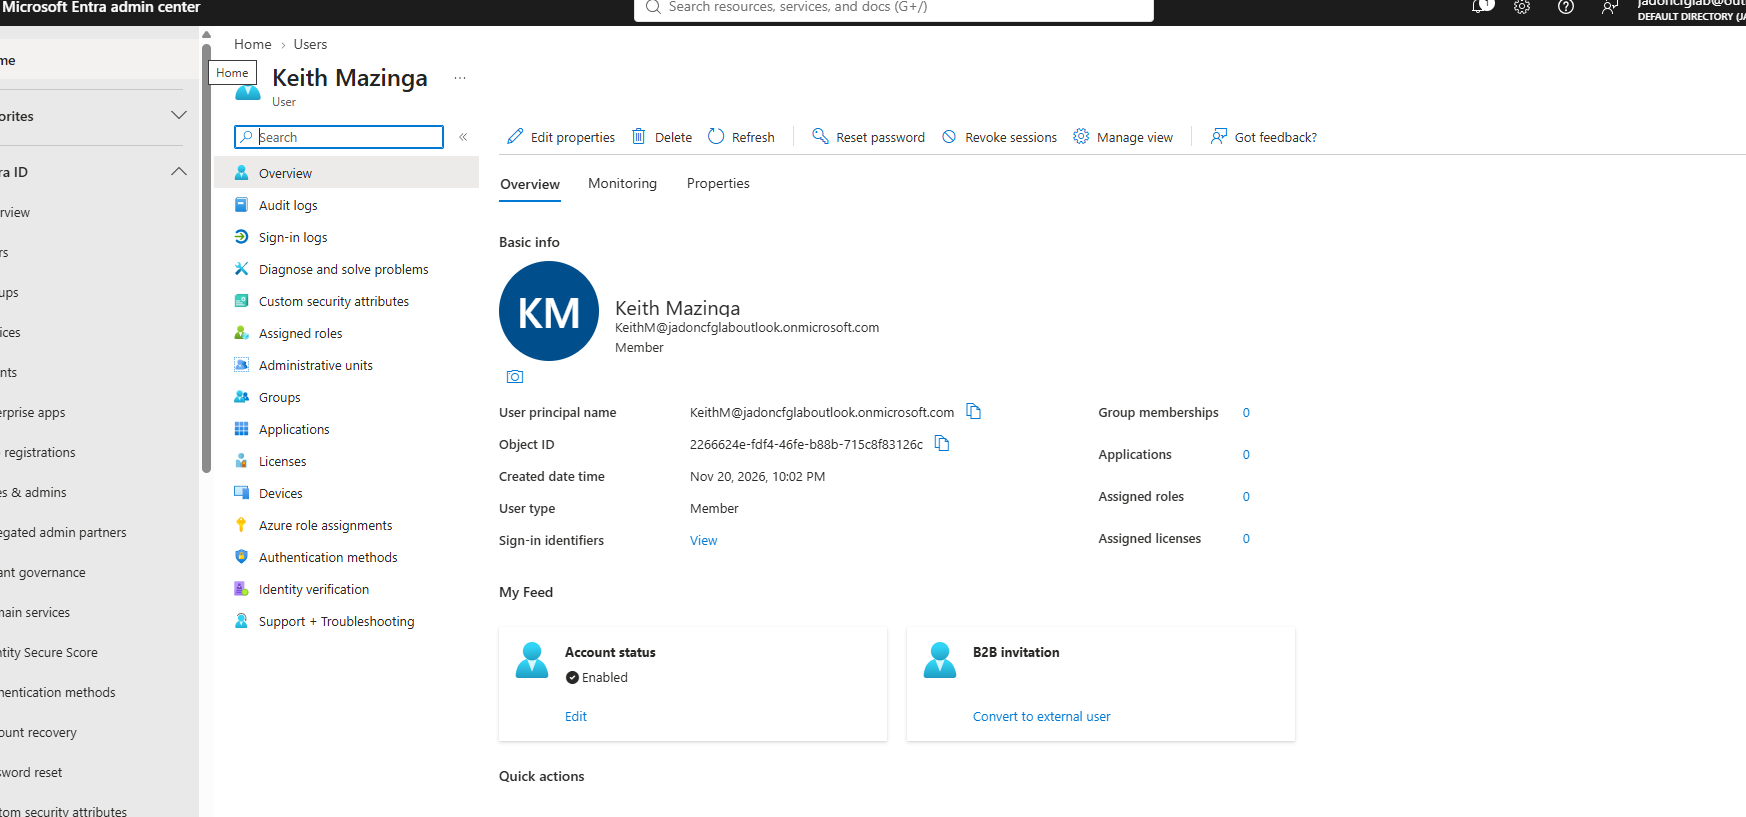 Microsoft Entra admin center
Search resources, services, and docs (G+/)
1
jadoncfglab@out
DEFAULT DIRECTORY (JA
me
orites
ra ID
rview
rs
ups
ices
nts
erprise apps
registrations
es & admins
egated admin partners
ant governance
main services
ntity Secure Score
hentication methods
ount recovery
sword reset
tom security attributes
Home > Users
Home
Keith Mazinga ...
User
Search «
Overview
Audit logs
Sign-in logs
Diagnose and solve problems
Custom security attributes
Assigned roles
Administrative units
Groups
Applications
Licenses
Devices
Azure role assignments
Authentication methods
Identity verification
Support + Troubleshooting
Edit properties Delete Refresh Reset password Revoke sessions Manage view Got feedback?
Overview Monitoring Properties
Basic info
KM
Keith Mazinga
KeithM@jadoncfglaboutlook.onmicrosoft.com
Member
User principal name KeithM@jadoncfglaboutlook.onmicrosoft.com
Object ID 2266624e-fdf4-46fe-b88b-715c8f83126c
Created date time Nov 20, 2026, 10:02 PM
User type Member
Sign-in identifiers View
Group memberships 0
Applications 0
Assigned roles 0
Assigned licenses 0
My Feed
Account status
Enabled
Edit
B2B invitation
Convert to external user
Quick actions